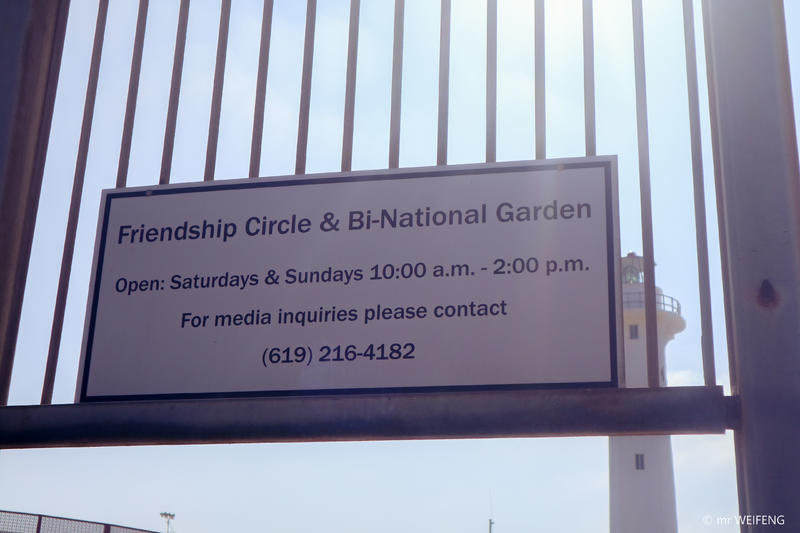 Friendship Circle & Bi-National Garden
Open: Saturdays & Sundays 10:00 a.m. - 2:00 p.m.
For media inquiries please contact
(619) 216-4182
© mr WEIFENG